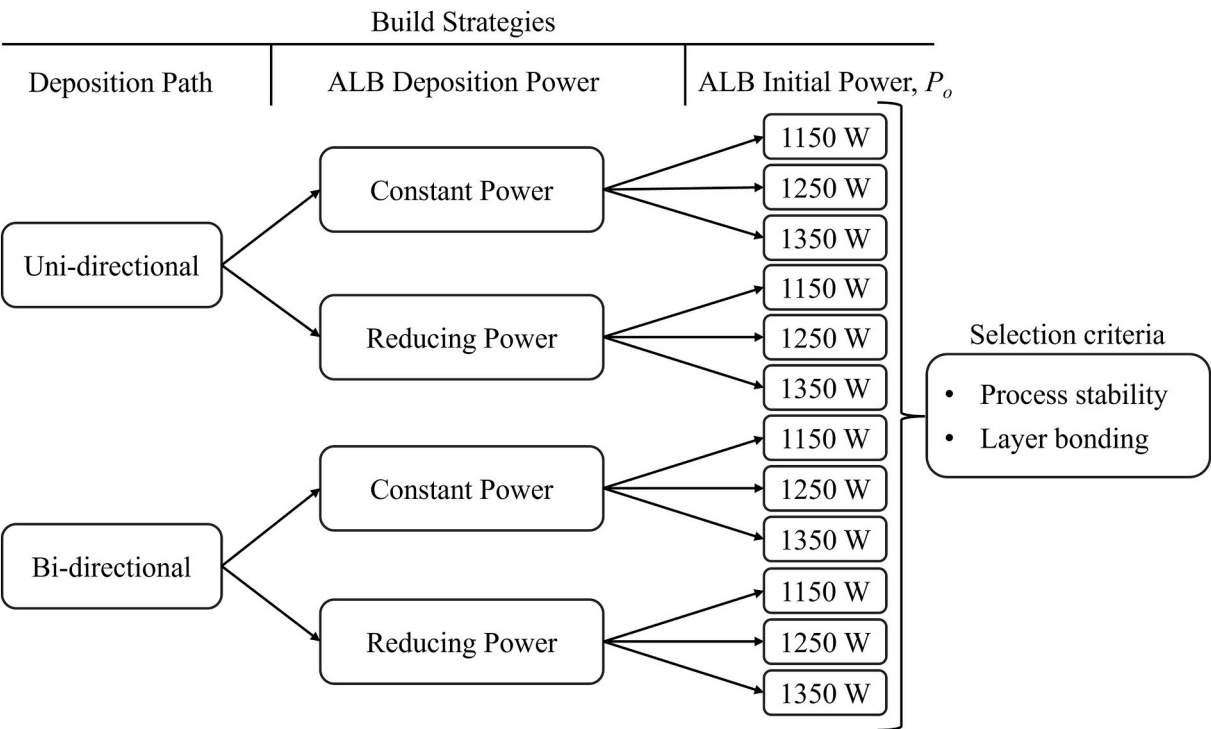 Build Strategies
Deposition Path
ALB Deposition Power
ALB Initial Power, Pₒ
Uni-directional
Constant Power
1150 W
1250 W
1350 W
Reducing Power
1150 W
1250 W
1350 W
Bi-directional
Constant Power
1150 W
1250 W
1350 W
Reducing Power
1150 W
1250 W
1350 W
Selection criteria
• Process stability
• Layer bonding